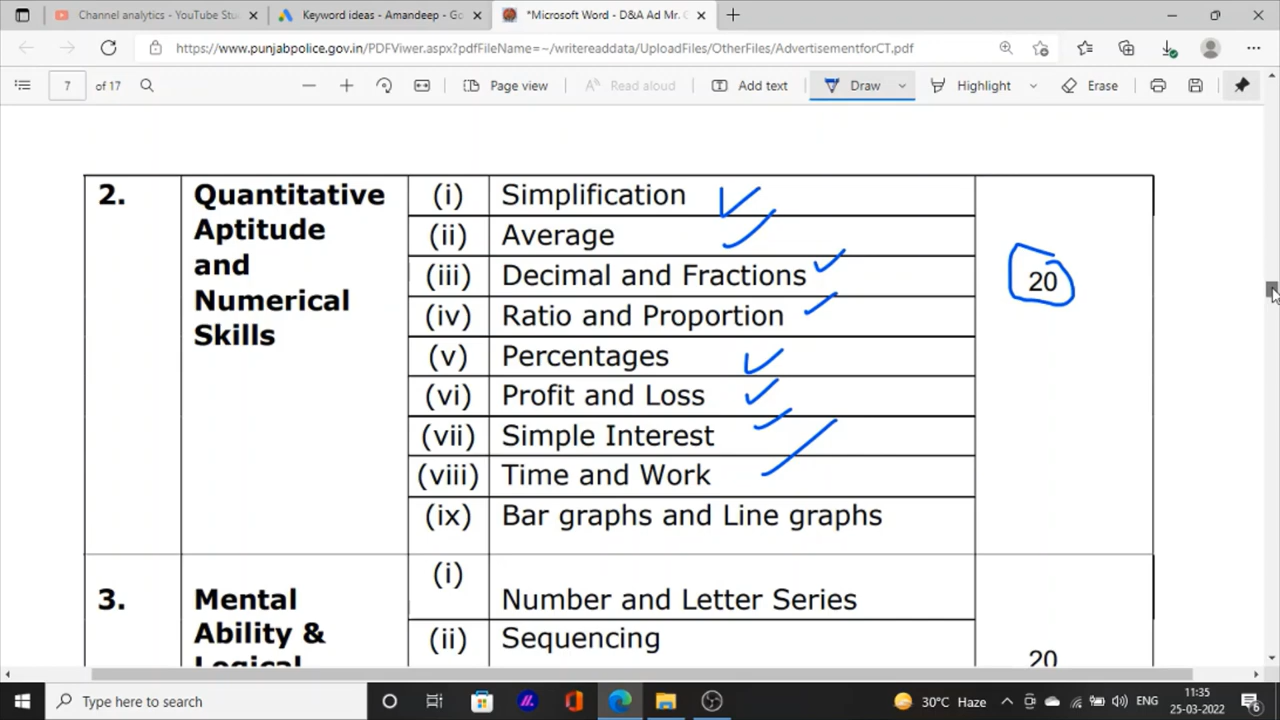 Channel analytics - YouTube Stu
Keyword ideas - Amandeep - Go
*Microsoft Word - D&A Ad Mr.
https://www.punjabpolice.gov.in/PDFViwer.aspx?pdfFileName=~/writereaddata/UploadFiles/OtherFiles/AdvertisementforCT.pdf
7 of 17
Page view
Read aloud
Add text
Draw
Highlight
Erase
2. Quantitative Aptitude and Numerical Skills
(i) Simplification
(ii) Average
(iii) Decimal and Fractions
20
(iv) Ratio and Proportion
(v) Percentages
(vi) Profit and Loss
(vii) Simple Interest
(viii) Time and Work
(ix) Bar graphs and Line graphs
3. Mental Ability & Logical
(i) Number and Letter Series
(ii) Sequencing
20
Type here to search
30°C Haze
ENG
11:35
25-03-2022
6